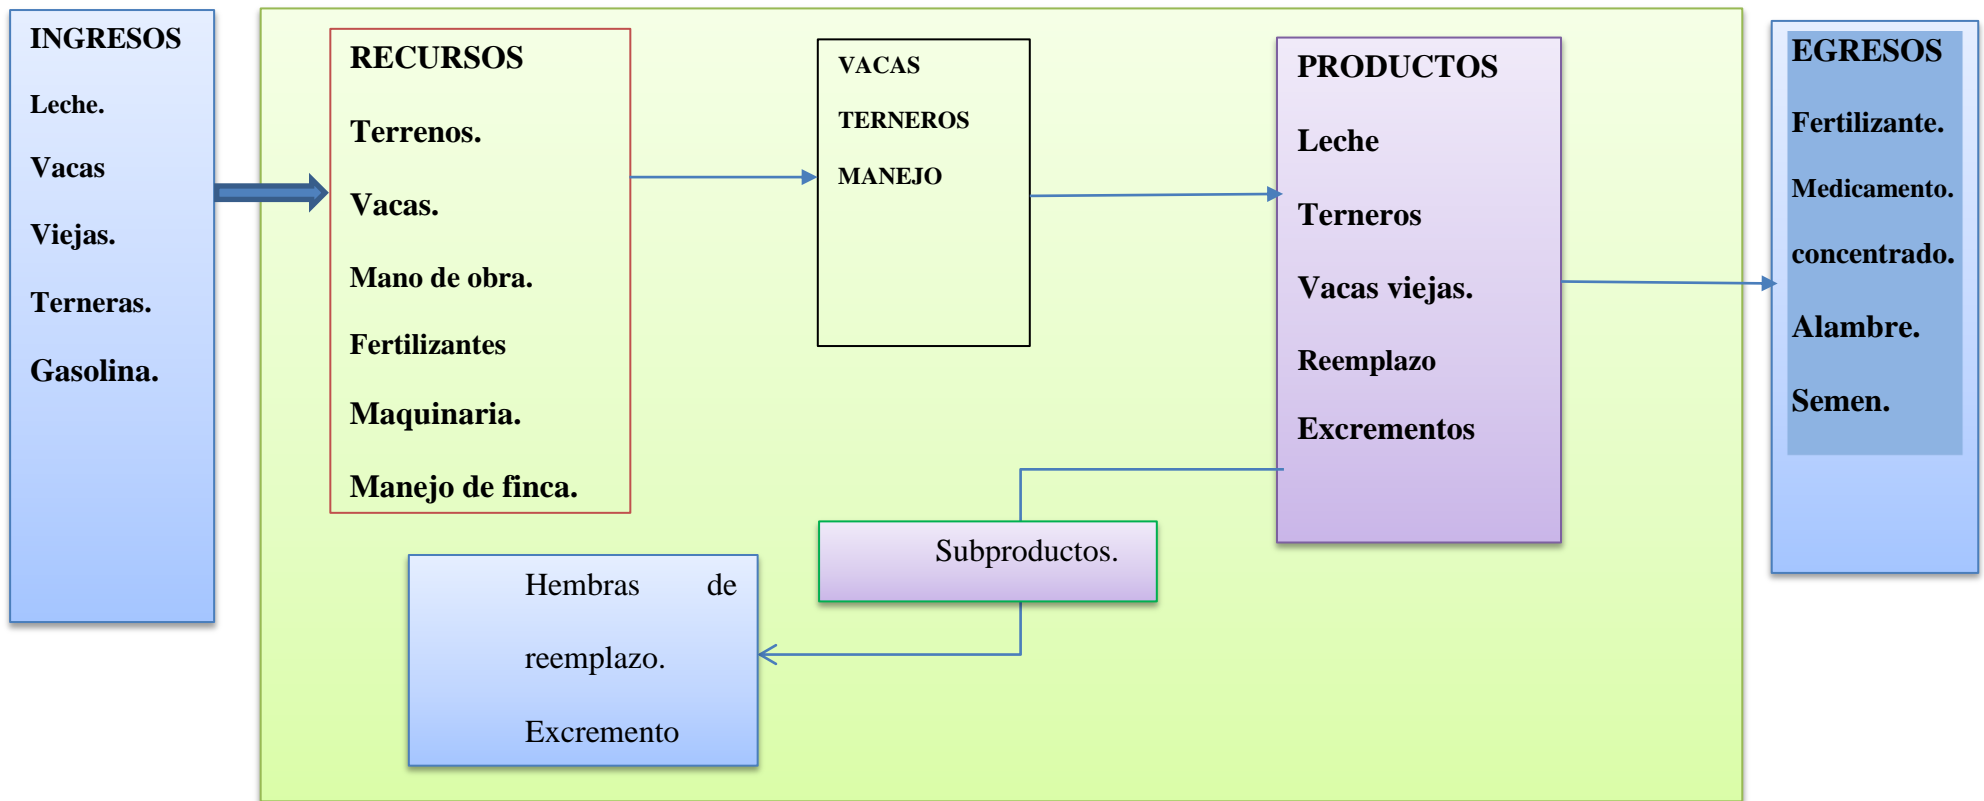 INGRESOS
Leche.
Vacas
Viejas.
Terneras.
Gasolina.
RECURSOS
Terrenos.
Vacas.
Mano de obra.
Fertilizantes
Maquinaria.
Manejo de finca.
VACAS
TERNEROS
MANEJO
PRODUCTOS
Leche
Terneros
Vacas viejas.
Reemplazo
Excrementos
EGRESOS
Fertilizante.
Medicamento.
concentrado.
Alambre.
Semen.
Subproductos.
Hembras de
reemplazo.
Excremento